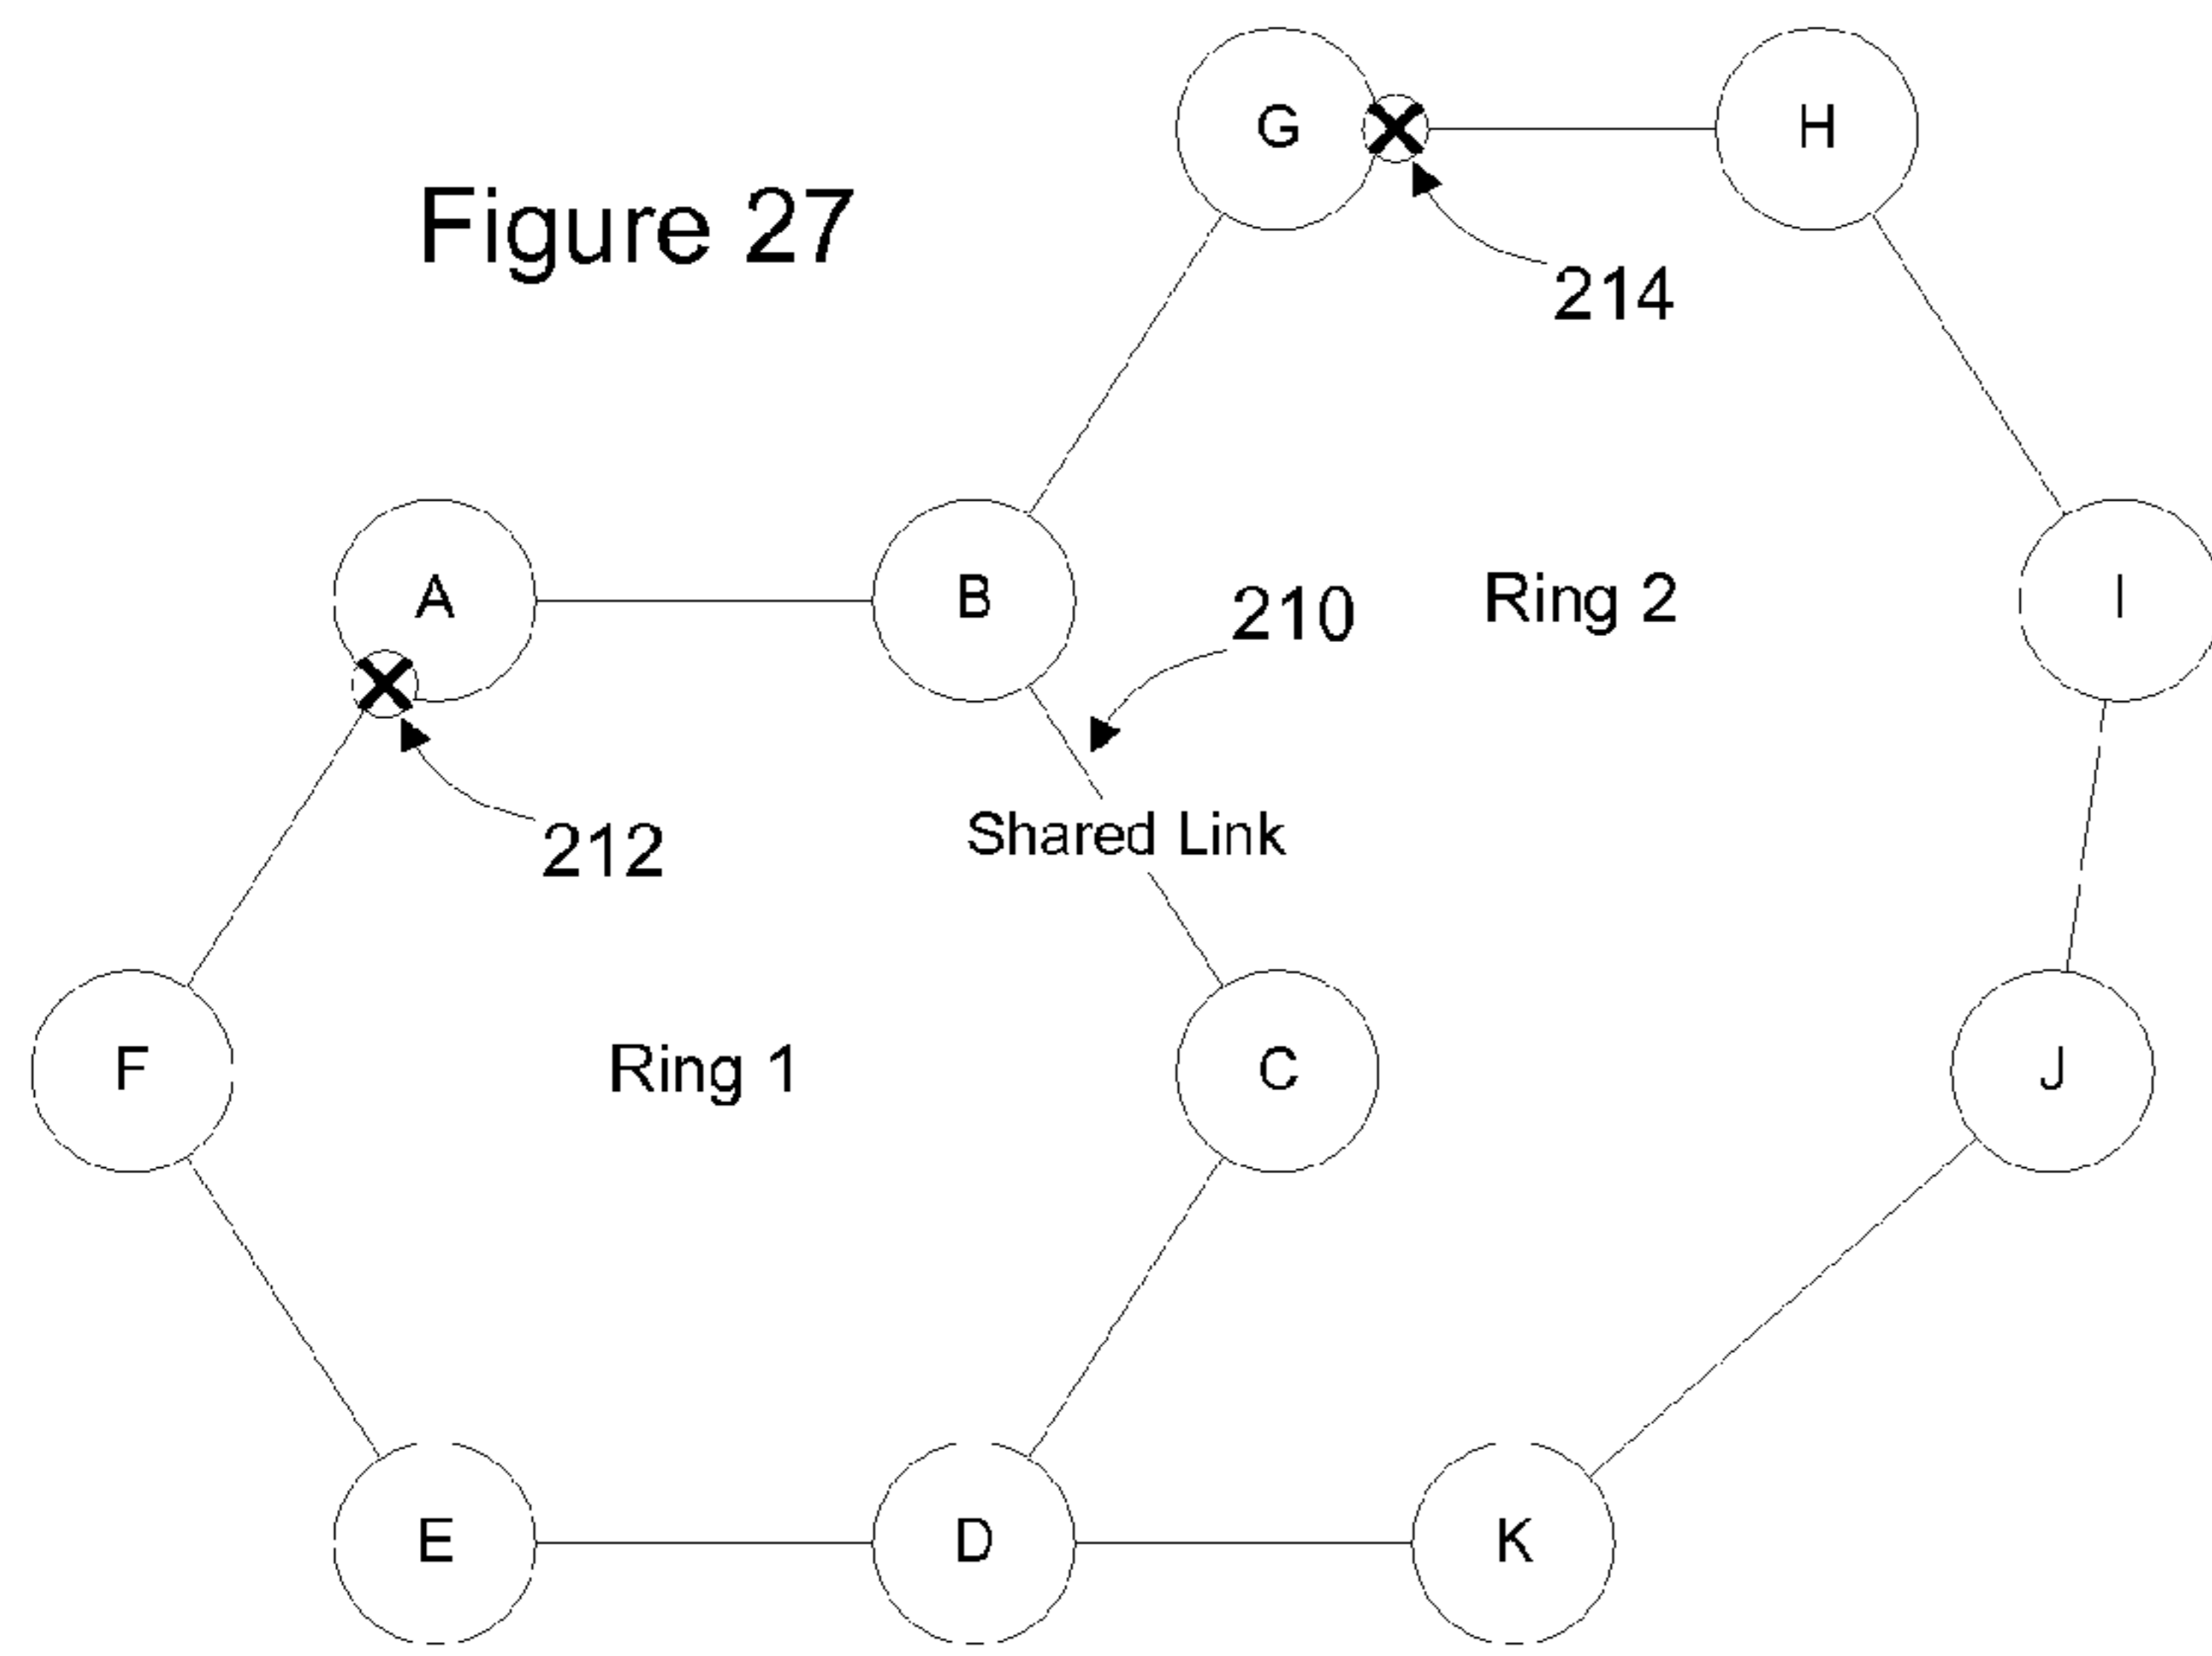 G
H
Figure 27
214
A
B
210
Ring 2
I
212
Shared Link
F
Ring 1
C
J
E
D
K